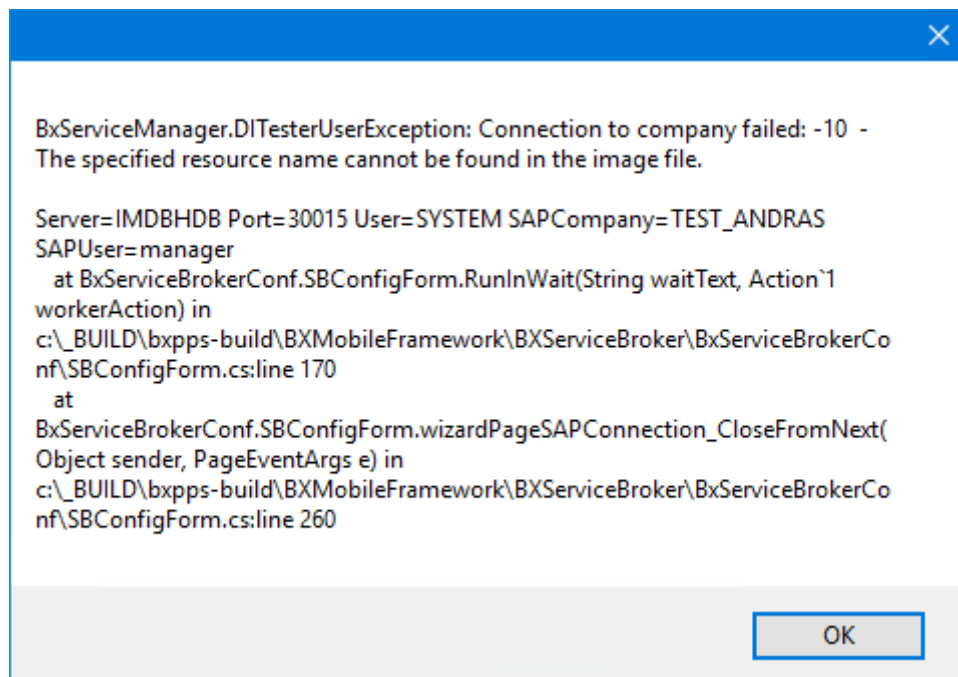 BxServiceManager.DITesterUserException: Connection to company failed: -10  -
The specified resource name cannot be found in the image file.
Server=IMDBHDB Port=30015 User=SYSTEM SAPCompany=TEST_ANDRAS
SAPUser=manager
at BxServiceBrokerConf.SBConfigForm.RunInWait(String waitText, Action`1
workerAction) in
c:\_BUILD\bxpps-build\BXMobileFramework\BXServiceBroker\BxServiceBrokerCo
nf\SBConfigForm.cs:line 170
at
BxServiceBrokerConf.SBConfigForm.wizardPageSAPConnection_CloseFromNext(
Object sender, PageEventArgs e) in
c:\_BUILD\bxpps-build\BXMobileFramework\BXServiceBroker\BxServiceBrokerCo
nf\SBConfigForm.cs:line 260
OK